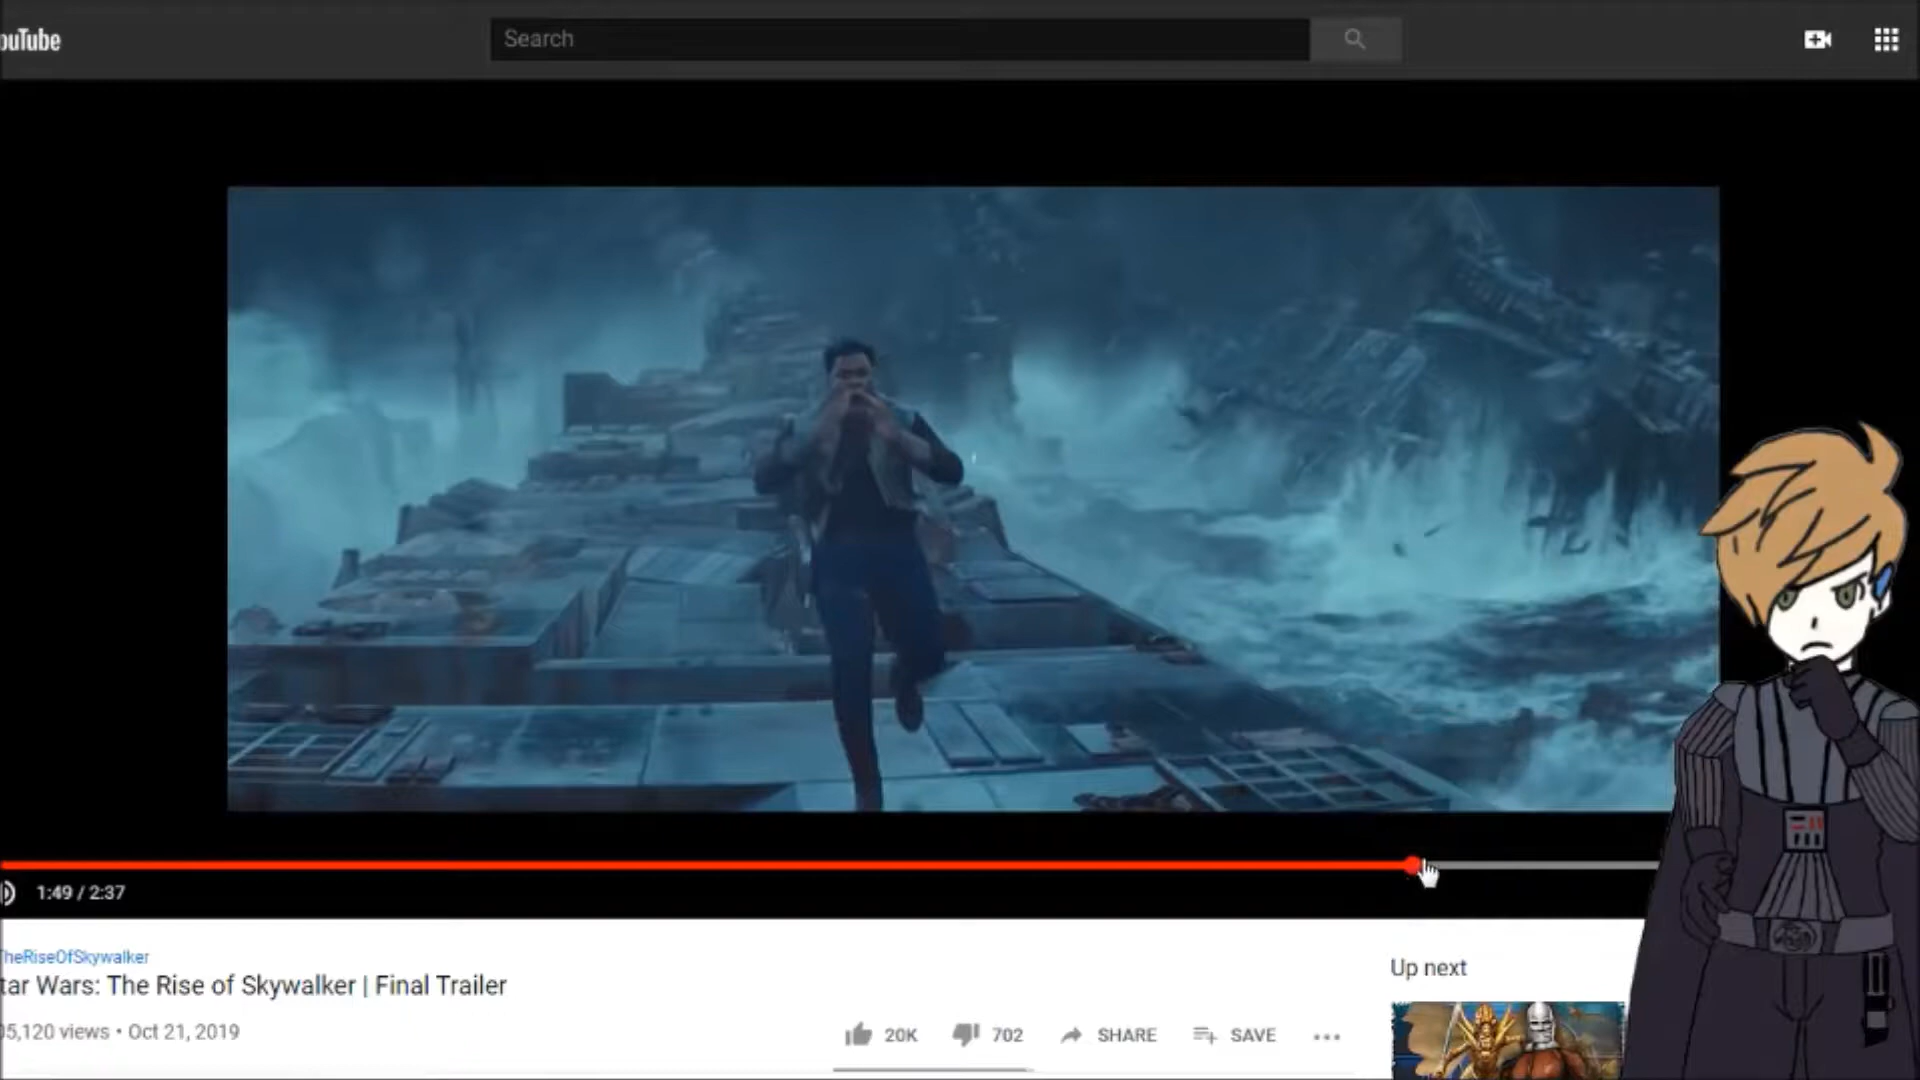 ouTube
Search
1:49 / 2:37
TheRiseOfSkywalker
tar Wars: The Rise of Skywalker | Final Trailer
05,120 views • Oct 21, 2019
20K
702
SHARE
SAVE
Up next